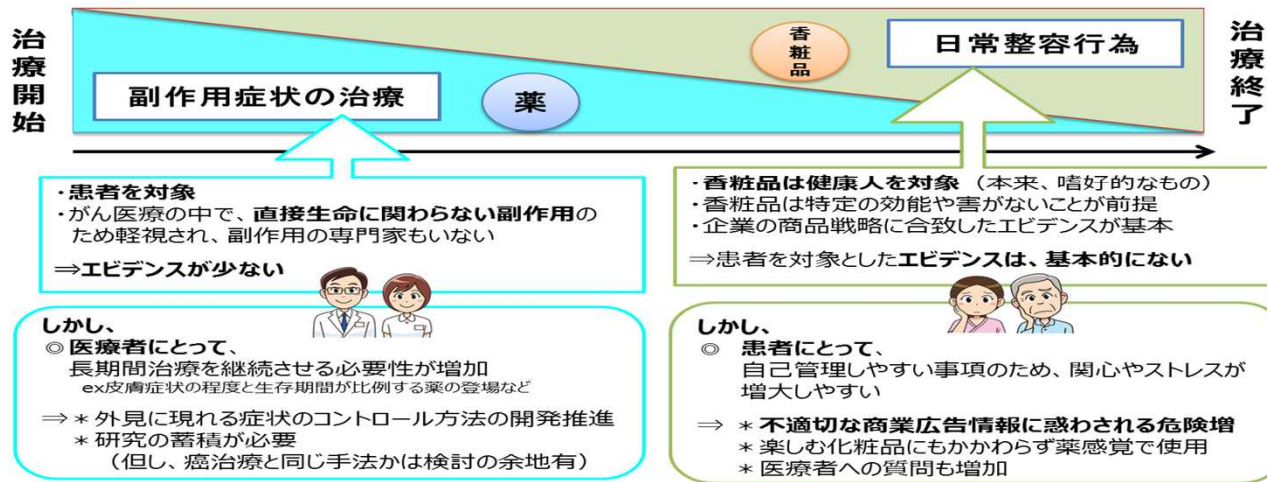 治療開始
副作用症状の治療
薬
香粧品
日常整容行為
治療終了
・患者を対象
・がん医療の中で、直接生命に関わらない副作用の
ため軽視され、副作用の専門家もいない
⇒エビデンスが少ない
しかし、
◎医療者にとって、
長期間治療を継続させる必要性が増加
ex皮膚症状の程度と生存期間が比例する薬の登場など
⇒ * 外見に現れる症状のコントロール方法の開発推進
* 研究の蓄積が必要
（但し、癌治療と同じ手法かは検討の余地有）
・香粧品は健康人を対象 （本来、嗜好的なもの）
・香粧品は特定の効能や害がないことが前提
・企業の商品戦略に合致したエビデンスが基本
⇒患者を対象としたエビデンスは、基本的にない
しかし、
◎ 患者にとって、
自己管理しやすい事項のため、関心やストレスが
増大しやすい
⇒ * 不適切な商業広告情報に惑わされる危険増
* 楽しむ化粧品にもかかわらず薬感覚で使用
* 医療者への質問も増加